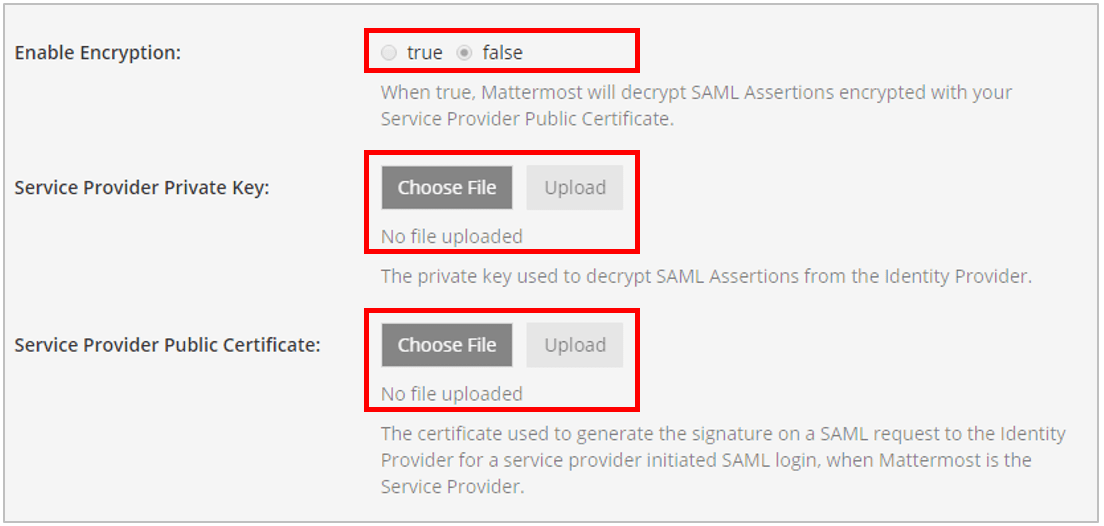 Enable Encryption: true false
When true, Mattermost will decrypt SAML Assertions encrypted with your
Service Provider Public Certificate.
Service Provider Private Key: Choose File Upload
No file uploaded
The private key used to decrypt SAML Assertions from the Identity Provider.
Service Provider Public Certificate: Choose File Upload
No file uploaded
The certificate used to generate the signature on a SAML request to the Identity
Provider for a service provider initiated SAML login, when Mattermost is the
Service Provider.